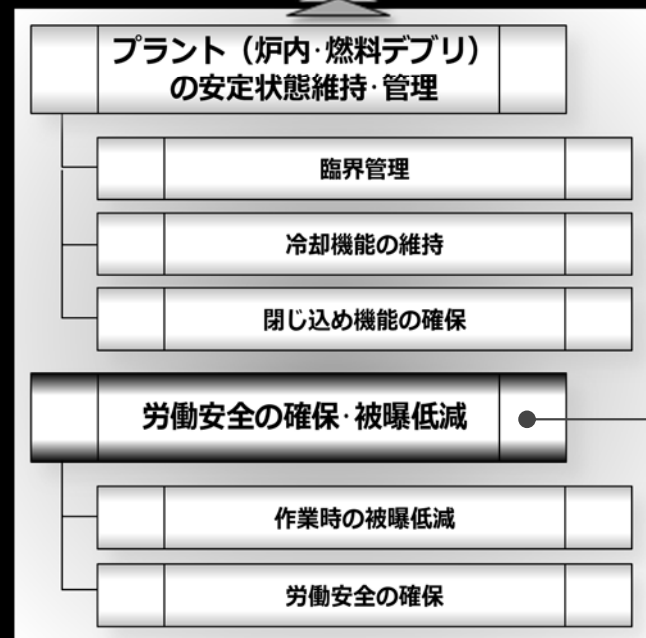 プラント（炉内･燃料デブリ）
の安定状態維持･管理
臨界管理
冷却機能の維持
閉じ込め機能の確保
労働安全の確保･被曝低減
作業時の被曝低減
労働安全の確保